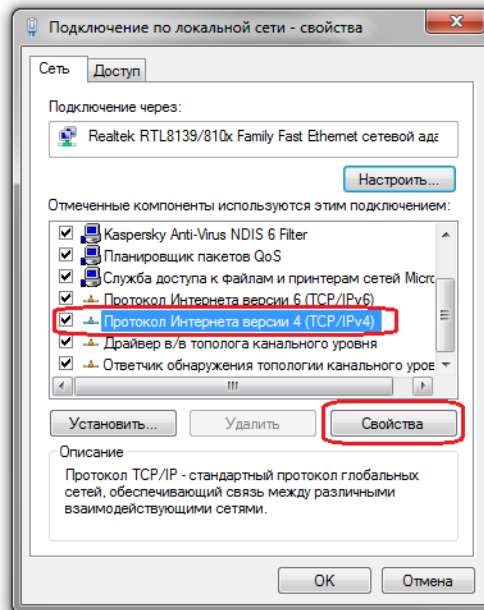 Подключение по локальной сети - свойства
Сеть
Доступ
Подключение через:
Realtek RTL8139/810x Family Fast Ethernet сетевой ада
Настроить...
Отмеченные компоненты используются этим подключением:
Kaspersky Anti-Virus NDIS 6 Filter
Планировщик пакетов QoS
Служба доступа к файлам и принтерам сетей Micro
Протокол Интернета версии 6 (TCP/IPv6)
Протокол Интернета версии 4 (TCP/IPv4)
Драйвер в/в тополога канального уровня
Ответчик обнаружения топологии канального уров
Установить...
Удалить
Свойства
Описание
Протокол TCP/IP - стандартный протокол глобальных
сетей, обеспечивающий связь между различными
взаимодействующими сетями.
OK
Отмена